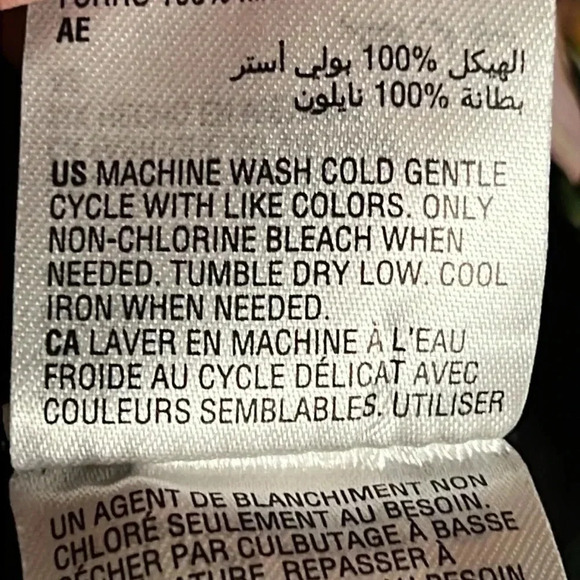 100%
AE
الهيكل 100% بولي أستر
بطانة 100% نايلون
US MACHINE WASH COLD GENTLE
CYCLE WITH LIKE COLORS. ONLY
NON-CHLORINE BLEACH WHEN
NEEDED. TUMBLE DRY LOW. COOL
IRON WHEN NEEDED.
CA LAVER EN MACHINE À L'EAU
FROIDE AU CYCLE DÉLICAT AVEC
COULEURS SEMBLABLES. UTILISER
UN AGENT DE BLANCHIMENT NON
CHLORÉ SEULEMENT AU BESOIN.
SÉCHER PAR CULBUTAGE À BASSE
REPASSER À
BESOIN